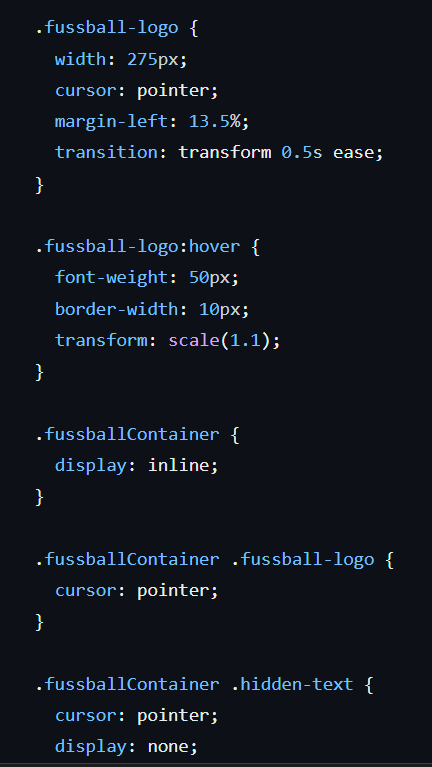 .fussball-logo {
  width: 275px;
  cursor: pointer;
  margin-left: 13.5%;
  transition: transform 0.5s ease;
}

.fussball-logo:hover {
  font-weight: 50px;
  border-width: 10px;
  transform: scale(1.1);
}

.fussballContainer {
  display: inline;
}

.fussballContainer .fussball-logo {
  cursor: pointer;
}

.fussballContainer .hidden-text {
  cursor: pointer;
  display: none;